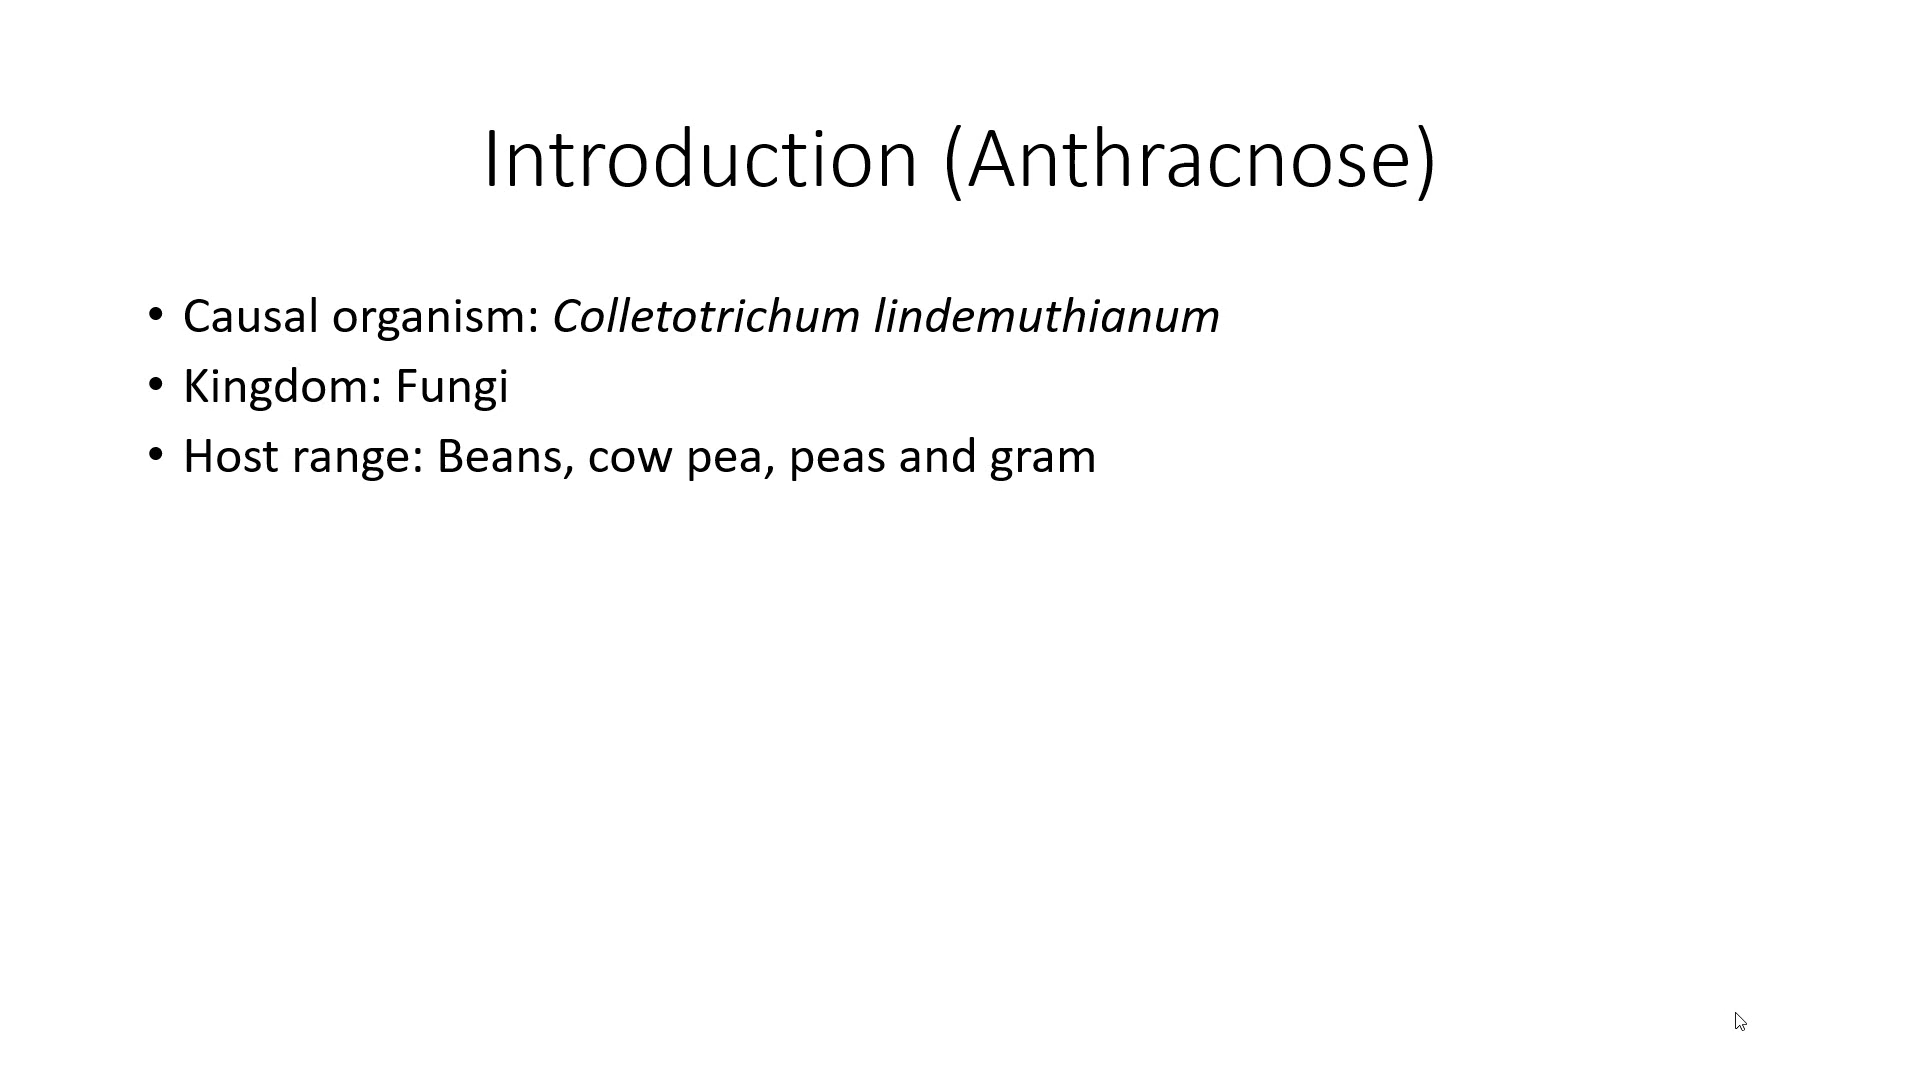 Introduction (Anthracnose)
• Causal organism: Colletotrichum lindemuthianum
• Kingdom: Fungi
• Host range: Beans, cow pea, peas and gram